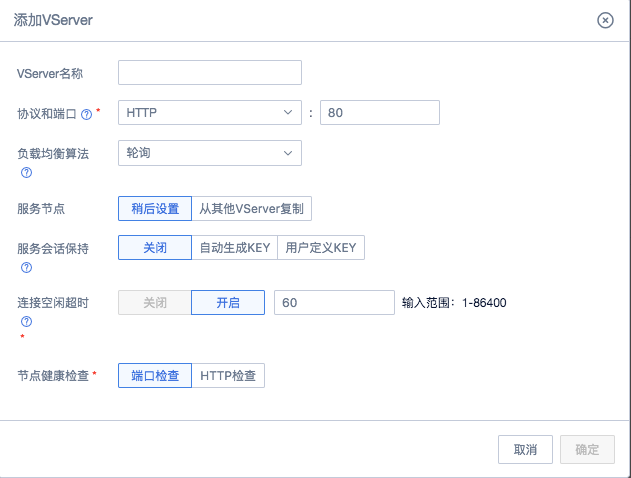 添加VServer
VServer名称
协议和端口 ? * HTTP : 80
负载均衡算法 轮询
?
服务节点 稍后设置 从其他VServer复制
服务会话保持 关闭 自动生成KEY 用户定义KEY
?
连接空闲超时 关闭 开启 60 输入范围：1-86400
?
*
节点健康检查 * 端口检查 HTTP检查
取消 确定